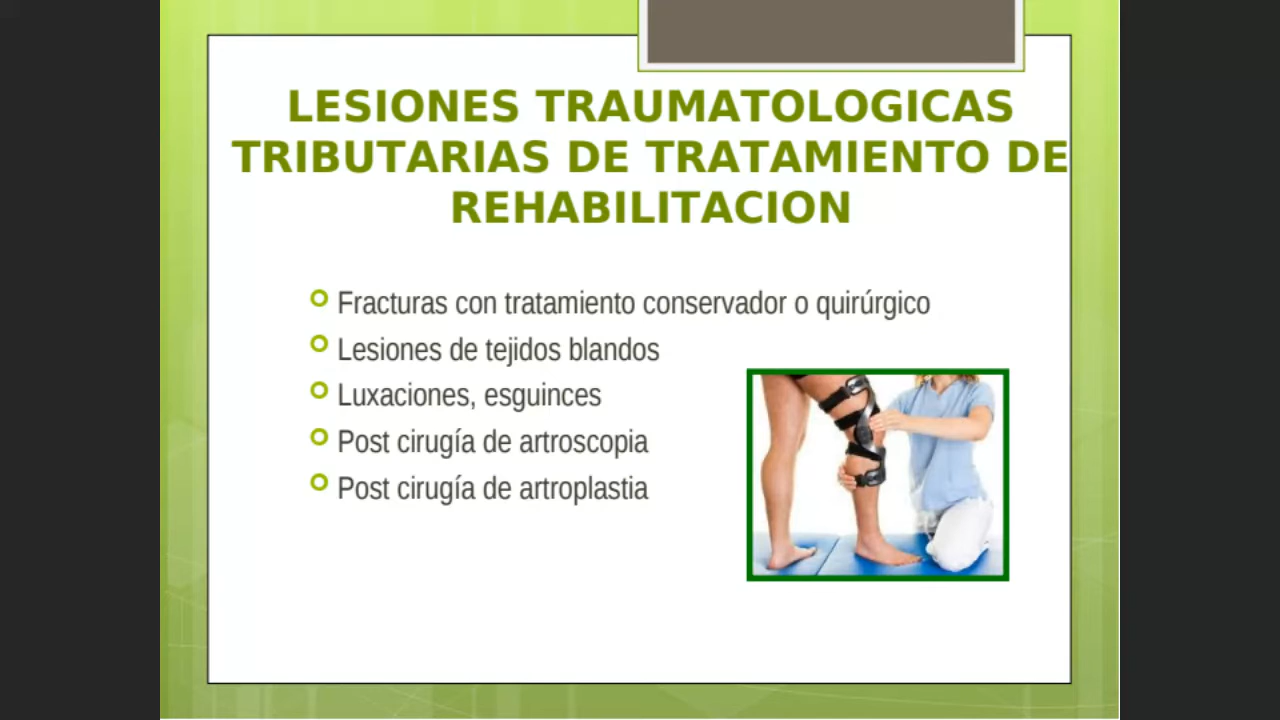 LESIONES TRAUMATOLOGICAS
TRIBUTARIAS DE TRATAMIENTO DE
REHABILITACION
Fracturas con tratamiento conservador o quirúrgico
Lesiones de tejidos blandos
Luxaciones, esguinces
Post cirugía de artroscopia
Post cirugía de artroplastia